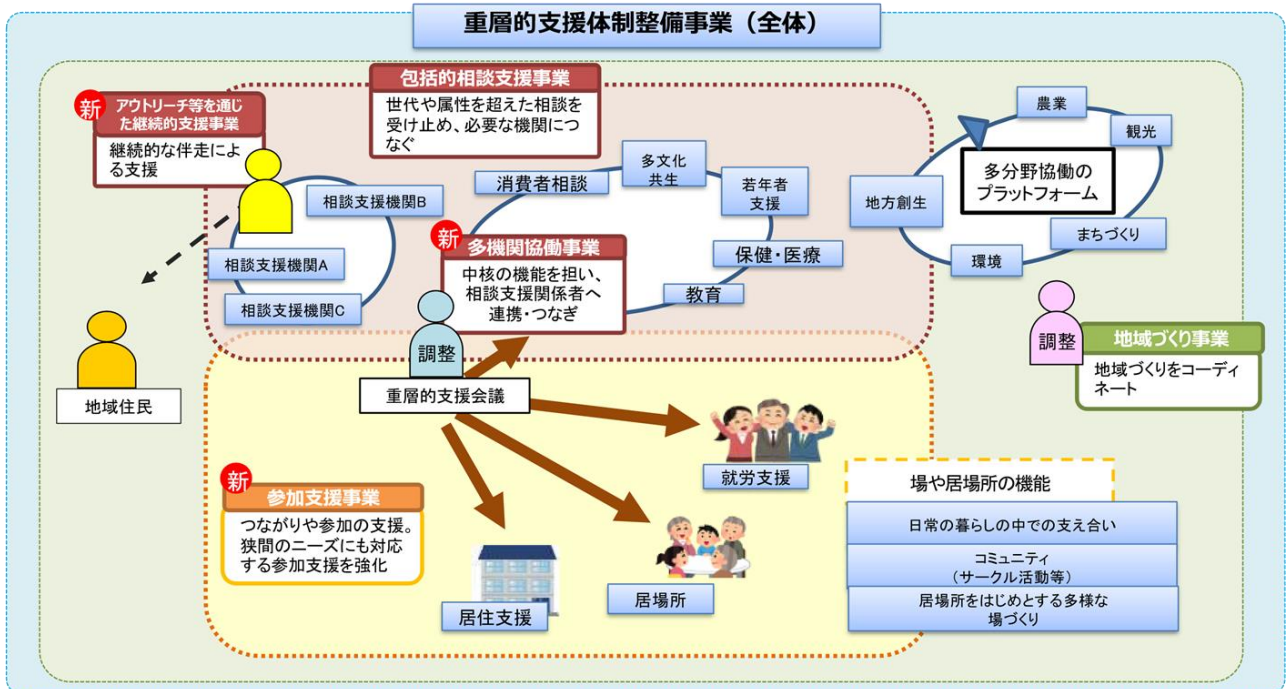 重層的支援体制整備事業（全体）
新
アウトリーチ等を通じ
た継続的支援事業
継続的な伴走によ
る支援
包括的相談支援事業
世代や属性を超えた相談を
受け止め、必要な機関に
つなぐ
相談支援機関B
相談支援機関A
相談支援機関C
消費者相談
多文化
共生
若年者
支援
保健・医療
教育
新
多機関協働事業
中核の機能を担い、
相談支援関係者へ
連携・つなぎ
調整
重層的支援会議
農業
観光
多分野協働の
プラットフォーム
地方創生
まちづくり
環境
調整
地域づくり事業
地域づくりをコーディ
ネート
地域住民
新
参加支援事業
つながりや参加の支援。
狭間のニーズにも対応
する参加支援を強化
就労支援
居場所
居住支援
場や居場所の機能
日常の暮らしの中での支え合い
コミュニティ
（サークル活動等）
居場所をはじめとする多様な
場づくり